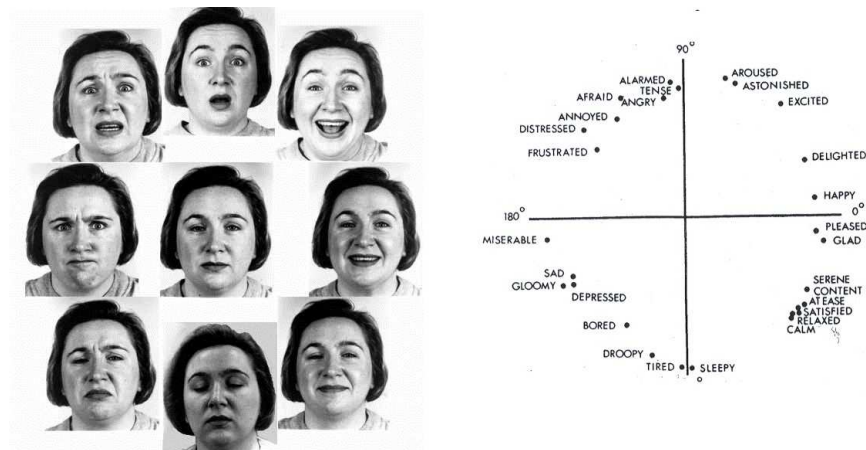 90°
ALARMED
AROUSED
TENSE
ASTONISHED
AFRAID
ANGRY
EXCITED
ANNOYED
DISTRESSED
FRUSTRATED
DELIGHTED
HAPPY
180°
0°
PLEASED
MISERABLE
GLAD
SAD
SERENE
GLOOMY
CONTENT
DEPRESSED
AT EASE
SATISFIED
BORED
RELAXED
CALM
DROOPY
TIRED
SLEEPY